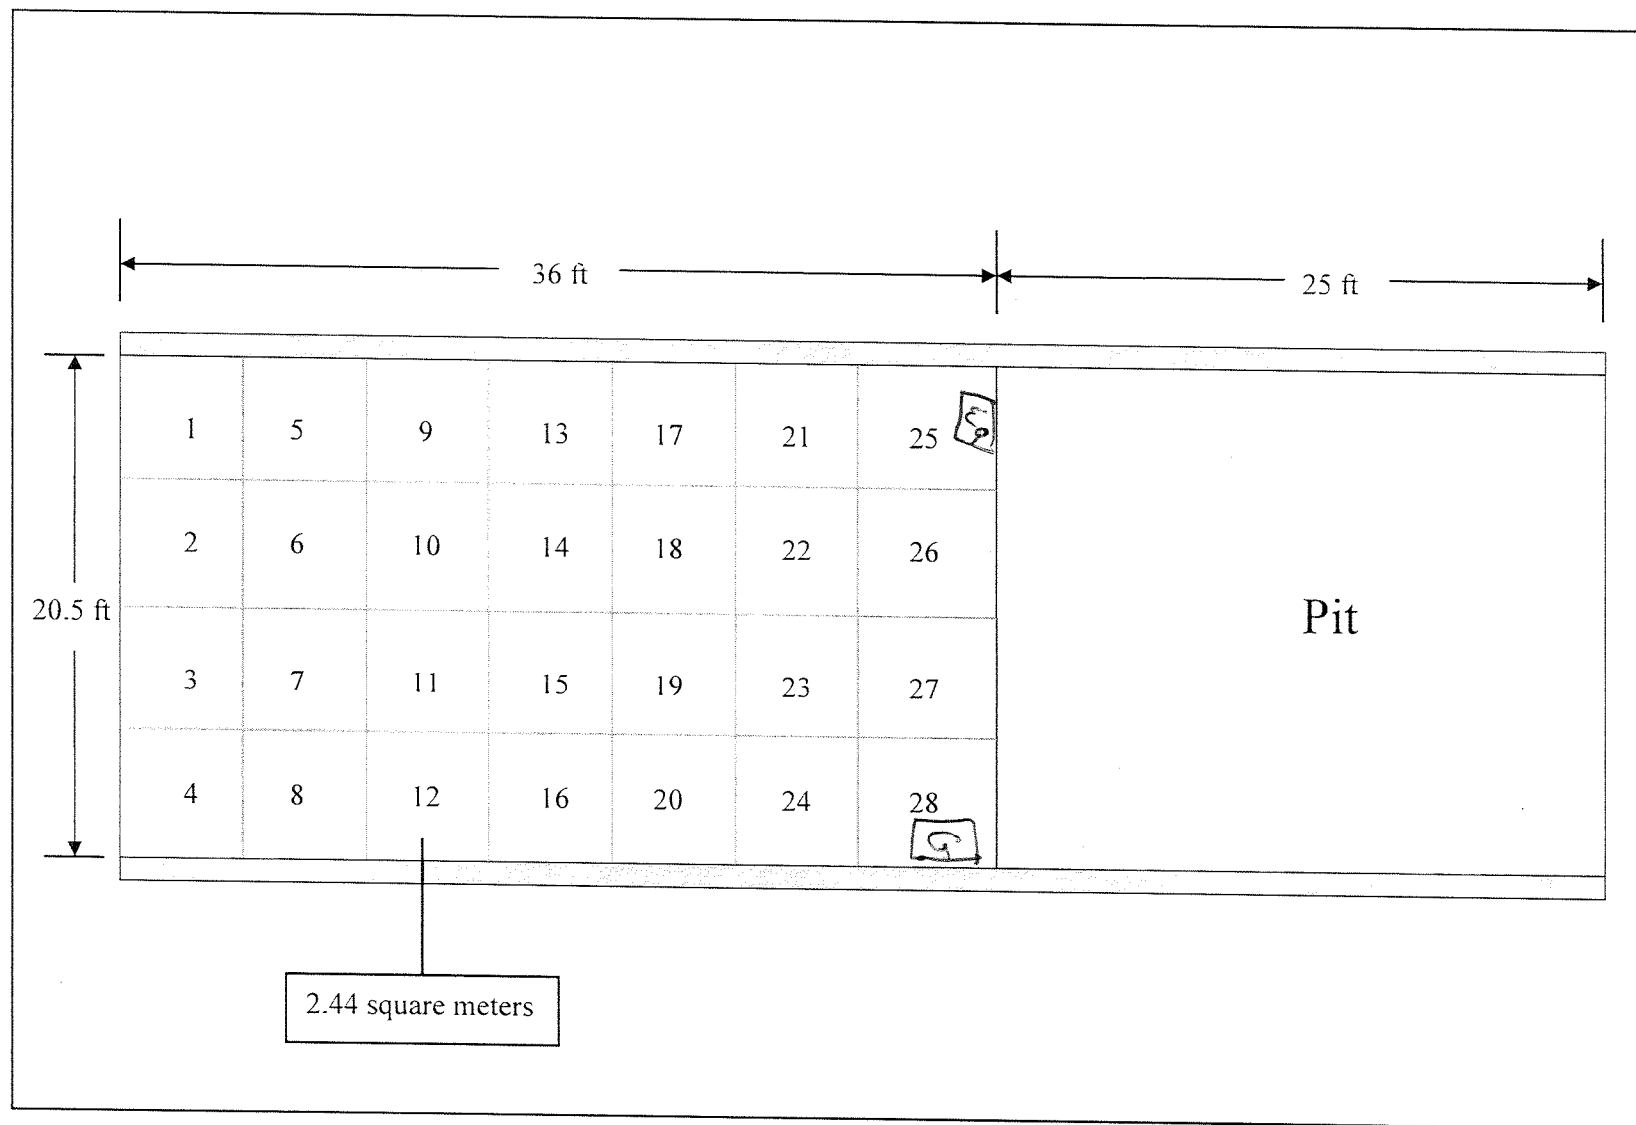 36 ft
25 ft
1 5 9 13 17 21 25
2 6 10 14 18 22 26
20.5 ft
Pit
3 7 11 15 19 23 27
4 8 12 16 20 24 28
G
2.44 square meters